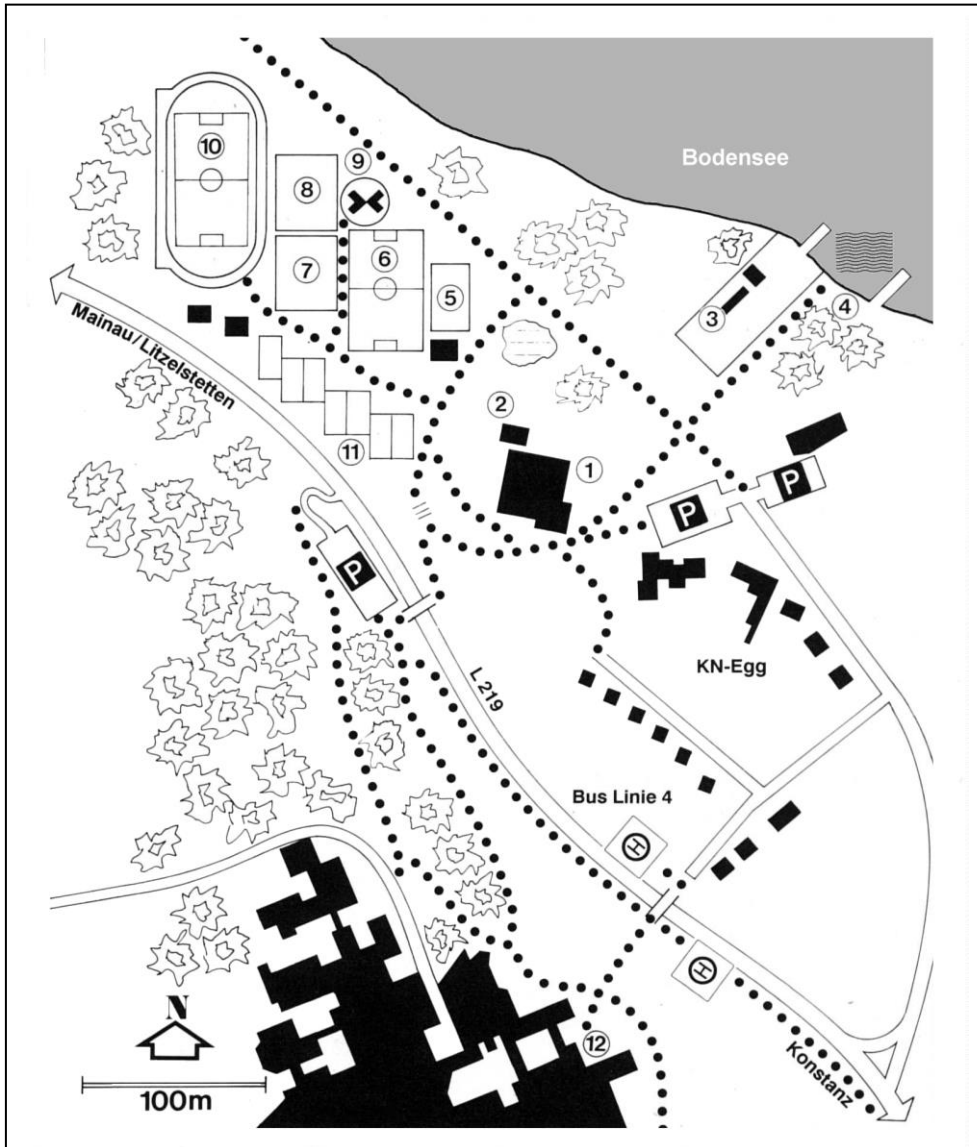 Bodensee
10
9
8
7
6
5
3
4
Mainau/Litzelstetten
2
1
11
P
P
P
KN-Egg
L 219
Bus Linie 4
H
H
N
12
100m
Konstanz